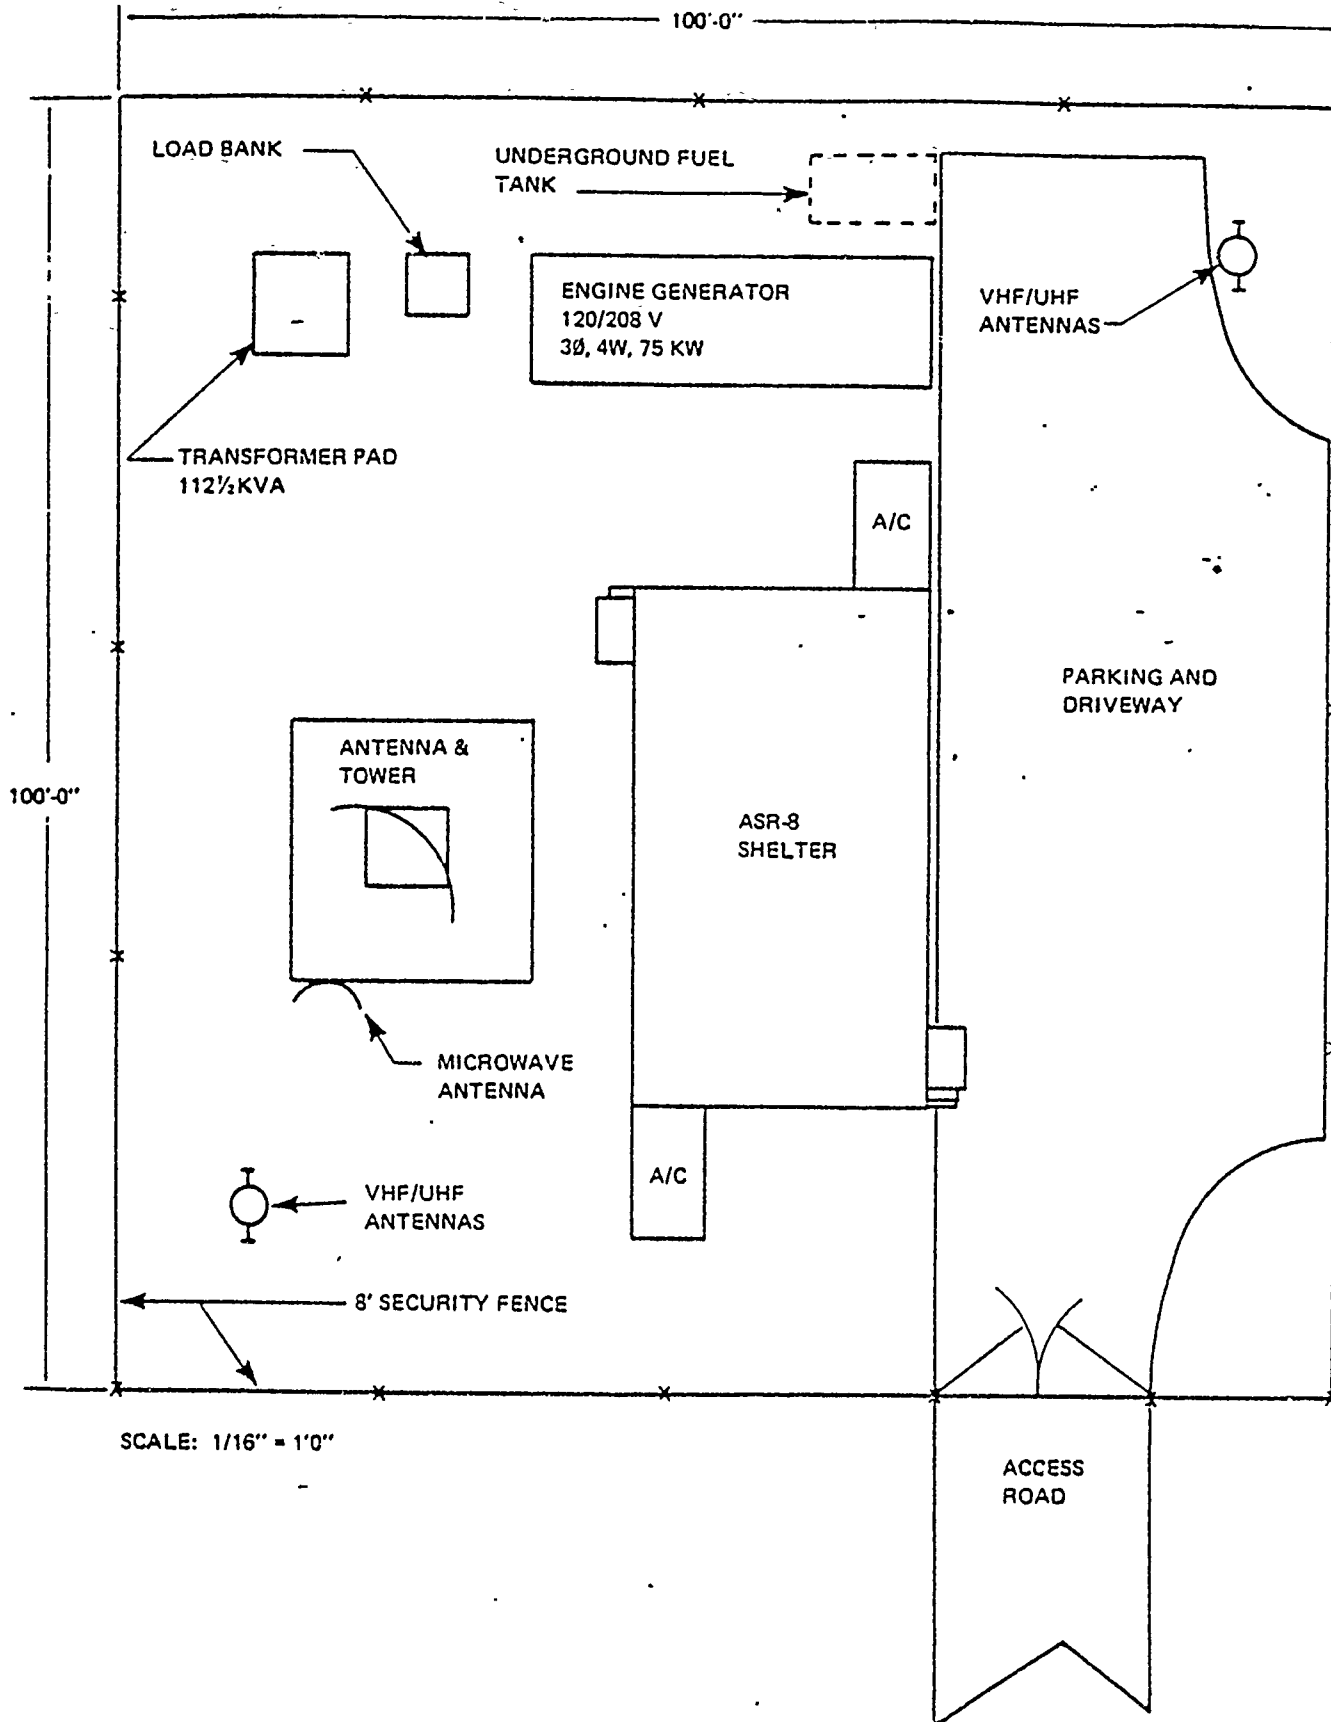 100'-0"
LOAD BANK
UNDERGROUND FUEL
TANK
ENGINE GENERATOR
120/208 V
3Ø, 4W, 75 KW
VHF/UHF
ANTENNAS
TRANSFORMER PAD
112½KVA
A/C
PARKING AND
DRIVEWAY
ANTENNA &
TOWER
100'-0"
ASR-8
SHELTER
MICROWAVE
ANTENNA
A/C
VHF/UHF
ANTENNAS
8' SECURITY FENCE
SCALE: 1/16" = 1'0"
ACCESS
ROAD